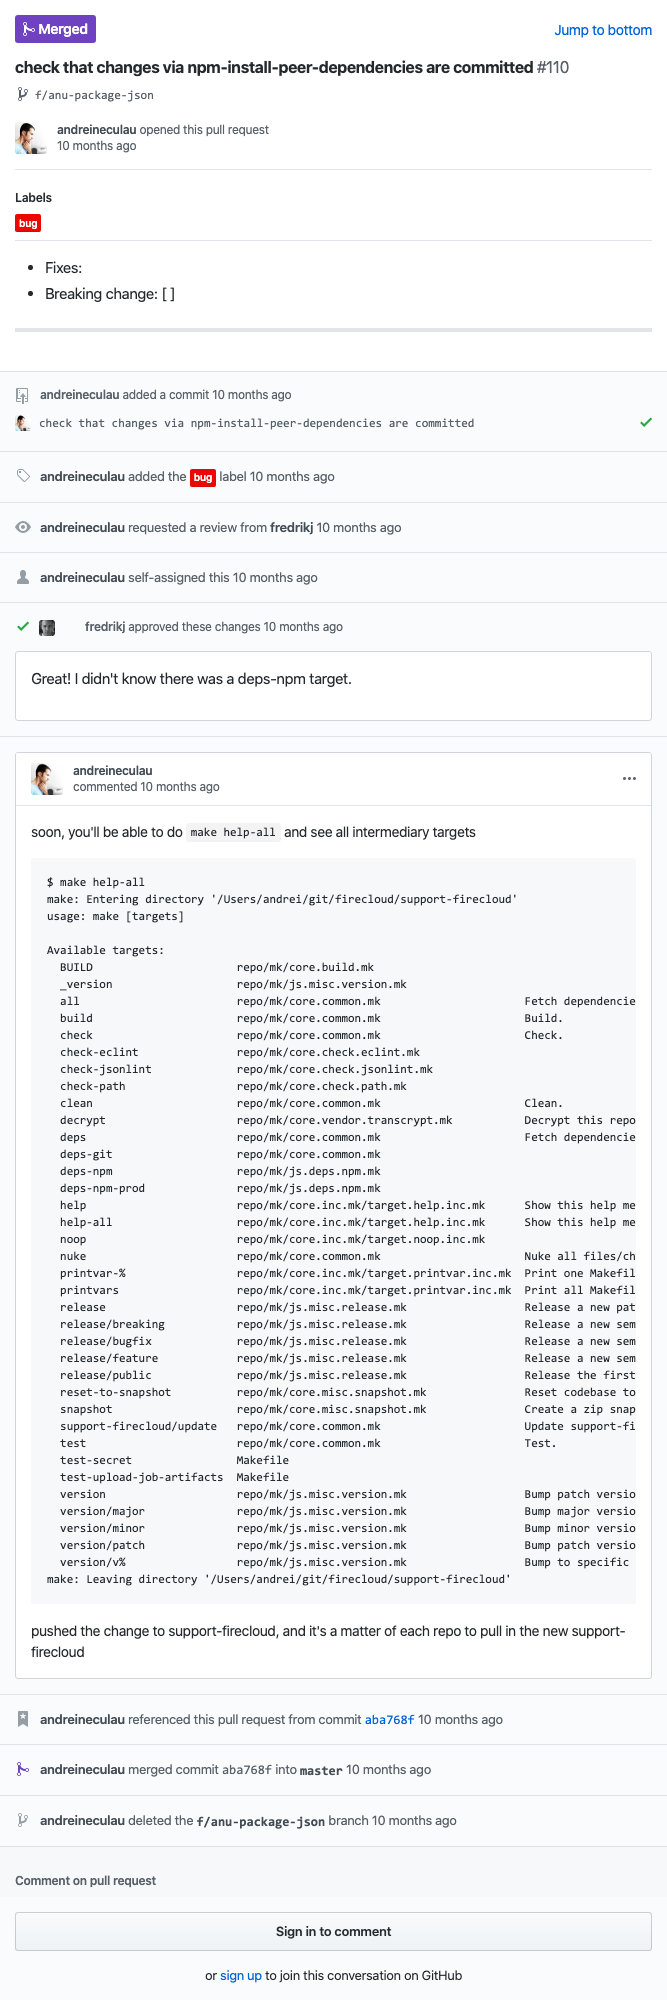 Merged
Jump to bottom
check that changes via npm-install-peer-dependencies are committed #110
f/anu-package-json
andreineculau opened this pull request
10 months ago
Labels
bug
Fixes:
Breaking change: [ ]
andreineculau added a commit 10 months ago
check that changes via npm-install-peer-dependencies are committed
andreineculau added the bug label 10 months ago
andreineculau requested a review from fredrikj 10 months ago
andreineculau self-assigned this 10 months ago
fredrikj approved these changes 10 months ago
Great! I didn't know there was a deps-npm target.
andreineculau
commented 10 months ago
soon, you'll be able to do make help-all and see all intermediary targets
$ make help-all
make: Entering directory '/Users/andrei/git/firecloud/support-firecloud'
usage: make [targets]
Available targets:
BUILD repo/mk/core.build.mk
_version repo/mk/js.misc.version.mk
all repo/mk/core.common.mk Fetch dependencie
build repo/mk/core.common.mk Build.
check repo/mk/core.common.mk Check.
check-eclint repo/mk/core.check.eclint.mk
check-jsonlint repo/mk/core.check.jsonlint.mk
check-path repo/mk/core.check.path.mk
clean repo/mk/core.common.mk Clean.
decrypt repo/mk/core.vendor.transcrypt.mk Decrypt this repo
deps repo/mk/core.common.mk Fetch dependencie
deps-git repo/mk/core.common.mk
deps-npm repo/mk/js.deps.npm.mk
deps-npm-prod repo/mk/js.deps.npm.mk
help repo/mk/core.inc.mk/target.help.inc.mk Show this help me
help-all repo/mk/core.inc.mk/target.help.inc.mk Show this help me
noop repo/mk/core.inc.mk/target.noop.inc.mk
nuke repo/mk/core.common.mk Nuke all files/ch
printvar-% repo/mk/core.inc.mk/target.printvar.inc.mk Print one Makefil
printvars repo/mk/core.inc.mk/target.printvar.inc.mk Print all Makefil
release repo/mk/js.misc.release.mk Release a new pat
release/breaking repo/mk/js.misc.release.mk Release a new sem
release/bugfix repo/mk/js.misc.release.mk Release a new sem
release/feature repo/mk/js.misc.release.mk Release a new sem
release/public repo/mk/js.misc.release.mk Release the first
reset-to-snapshot repo/mk/core.misc.snapshot.mk Reset codebase to
snapshot repo/mk/core.misc.snapshot.mk Create a zip snap
support-firecloud/update repo/mk/core.common.mk Update support-fi
test repo/mk/core.common.mk Test.
test-secret Makefile
test-upload-job-artifacts Makefile
version repo/mk/js.misc.version.mk Bump patch versio
version/major repo/mk/js.misc.version.mk Bump major versio
version/minor repo/mk/js.misc.version.mk Bump minor versio
version/patch repo/mk/js.misc.version.mk Bump patch versio
version/v% repo/mk/js.misc.version.mk Bump to specific
make: Leaving directory '/Users/andrei/git/firecloud/support-firecloud'
pushed the change to support-firecloud, and it's a matter of each repo to pull in the new support-
firecloud
andreineculau referenced this pull request from commit aba768f 10 months ago
andreineculau merged commit aba768f into master 10 months ago
andreineculau deleted the f/anu-package-json branch 10 months ago
Comment on pull request
Sign in to comment
or sign up to join this conversation on GitHub